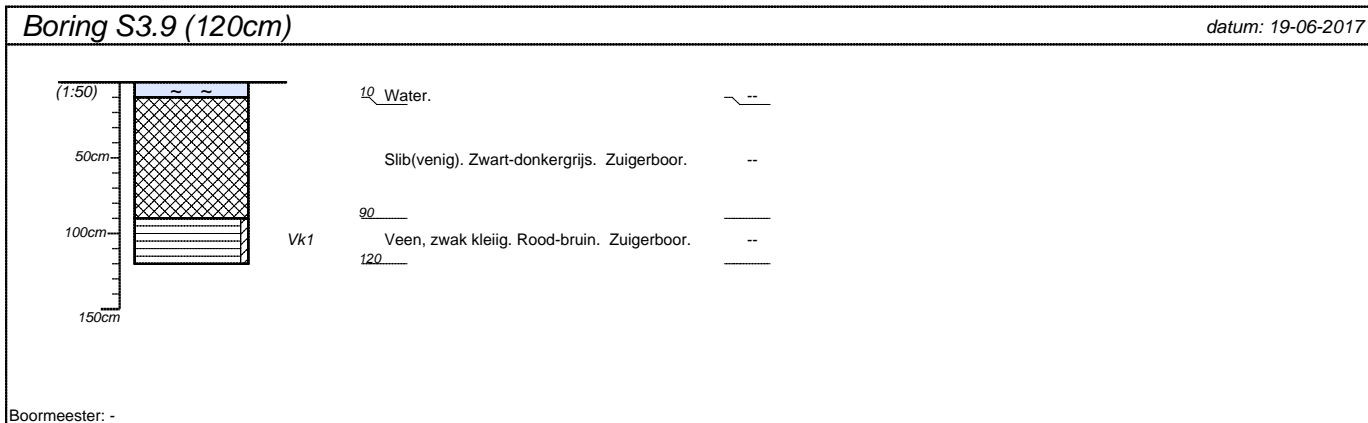 Boring S3.9 (120cm) datum: 19-06-2017
(1:50) ~ ~ 10 Water. --
50cm Slib(venig). Zwart-donkergrijs. Zuigerboor. --
90
100cm Vk1 Veen, zwak kleiig. Rood-bruin. Zuigerboor. --
120
150cm
Boormeester: -